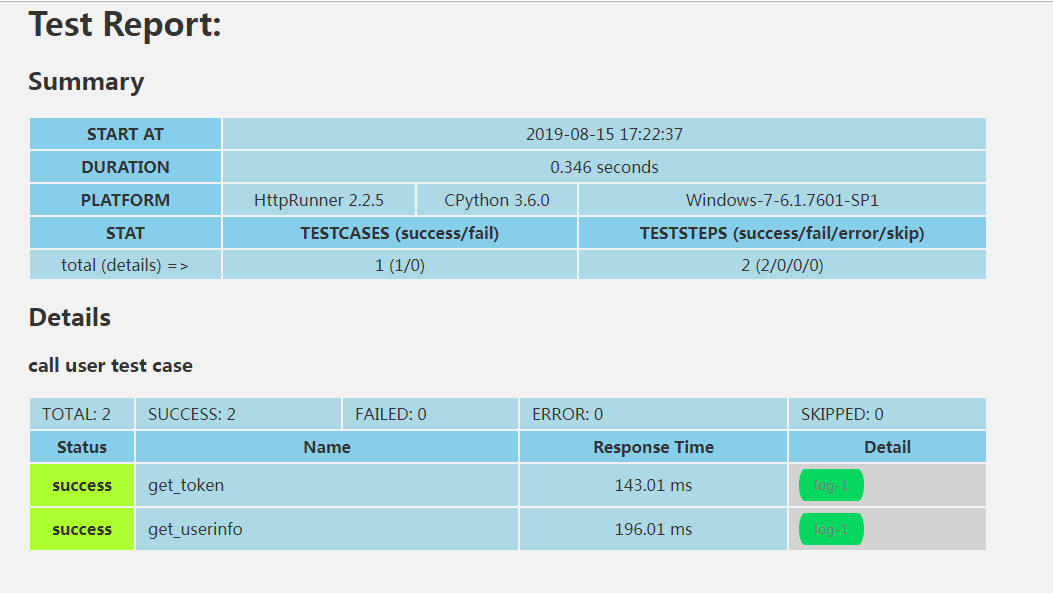 Test Report:
Summary
START AT 2019-08-15 17:22:37
DURATION 0.346 seconds
PLATFORM HttpRunner 2.2.5 CPython 3.6.0 Windows-7-6.1.7601-SP1
STAT TESTCASES (success/fail) TESTSTEPS (success/fail/error/skip)
total (details) => 1 (1/0) 2 (2/0/0/0)
Details
call user test case
TOTAL: 2 SUCCESS: 2 FAILED: 0 ERROR: 0 SKIPPED: 0
Status Name Response Time Detail
success get_token 143.01 ms log-1
success get_userinfo 196.01 ms log-1